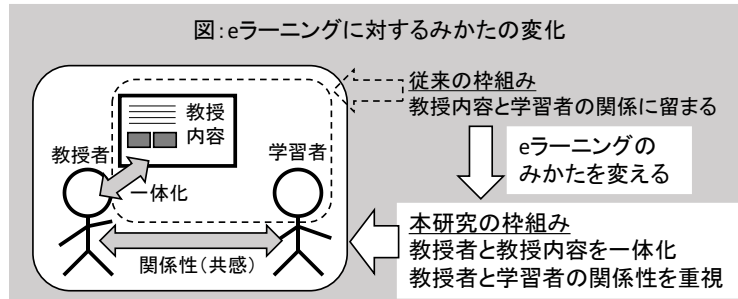 図:eラーニングに対するみかたの変化
教授
内容
教授者
学習者
一体化
関係性(共感)
従来の枠組み
教授内容と学習者の関係に留まる
eラーニングの
みかたを変える
本研究の枠組み
教授者と教授内容を一体化
教授者と学習者の関係性を重視